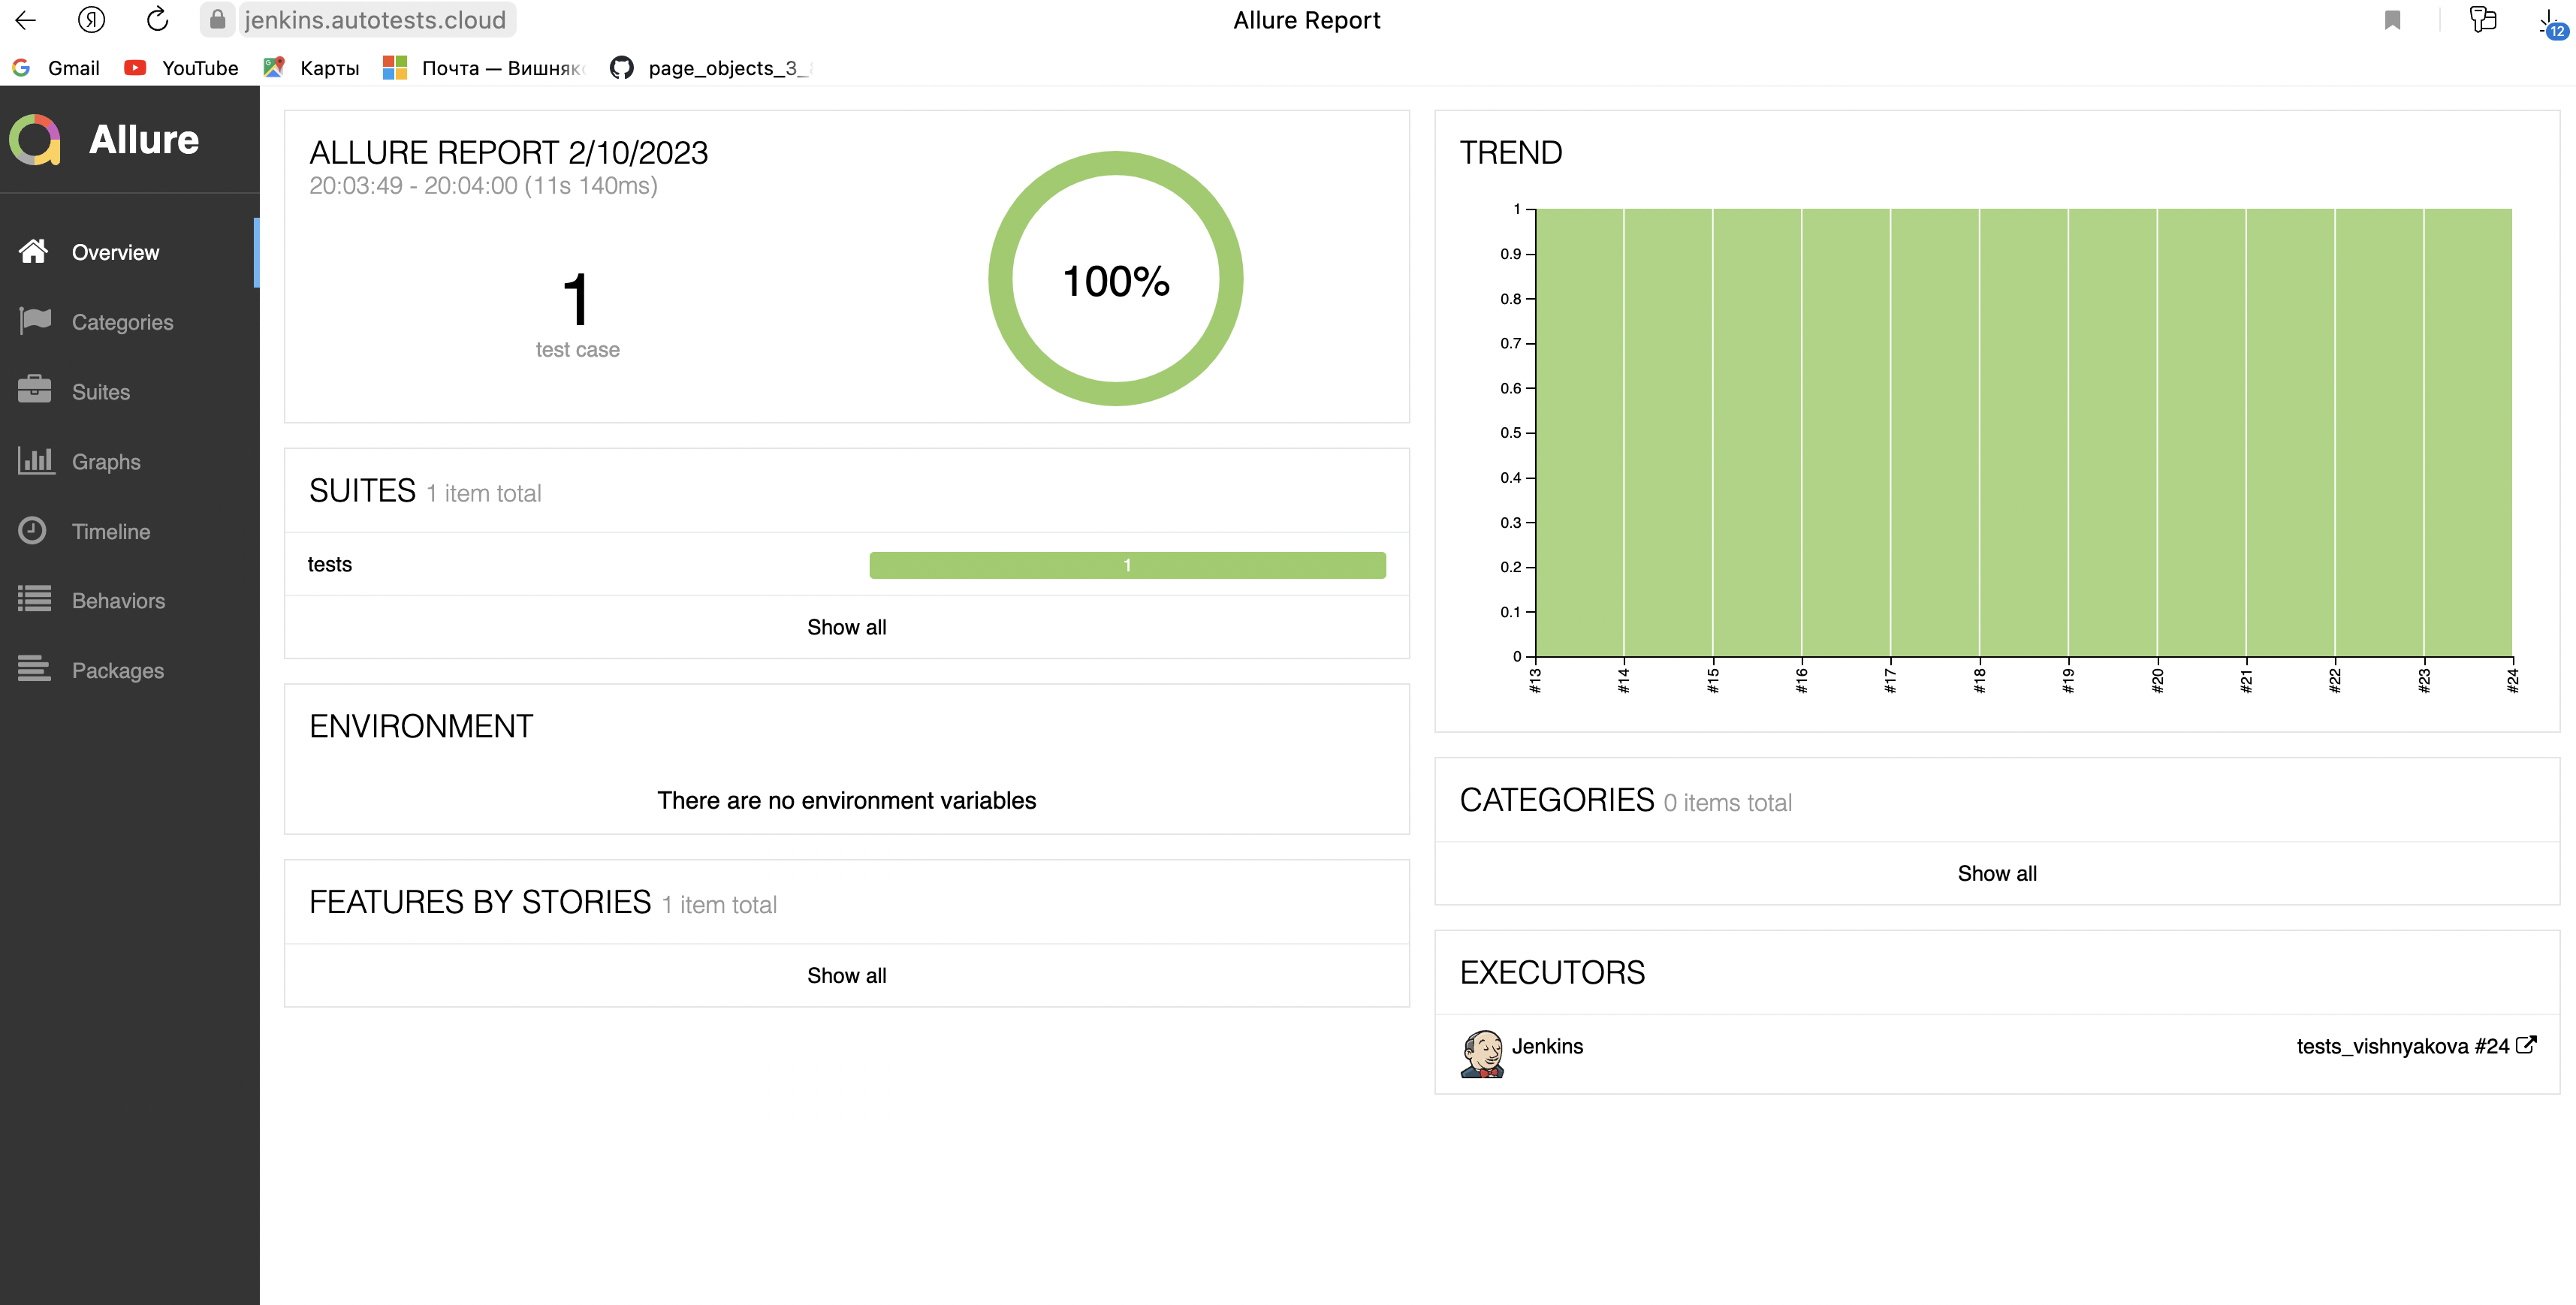 jenkins.autotests.cloud
Allure Report
12
Gmail
YouTube
Карты
Почта — Вишняк
page_objects_3_
Allure
Overview
Categories
Suites
Graphs
Timeline
Behaviors
Packages
ALLURE REPORT 2/10/2023
20:03:49 - 20:04:00 (11s 140ms)
1
test case
100%
SUITES 1 item total
tests
1
Show all
ENVIRONMENT
There are no environment variables
FEATURES BY STORIES 1 item total
Show all
TREND
1
0.9
0.8
0.7
0.6
0.5
0.4
0.3
0.2
0.1
0
#13
#14
#15
#16
#17
#18
#19
#20
#21
#22
#23
#24
CATEGORIES 0 items total
Show all
EXECUTORS
Jenkins
tests_vishnyakova #24